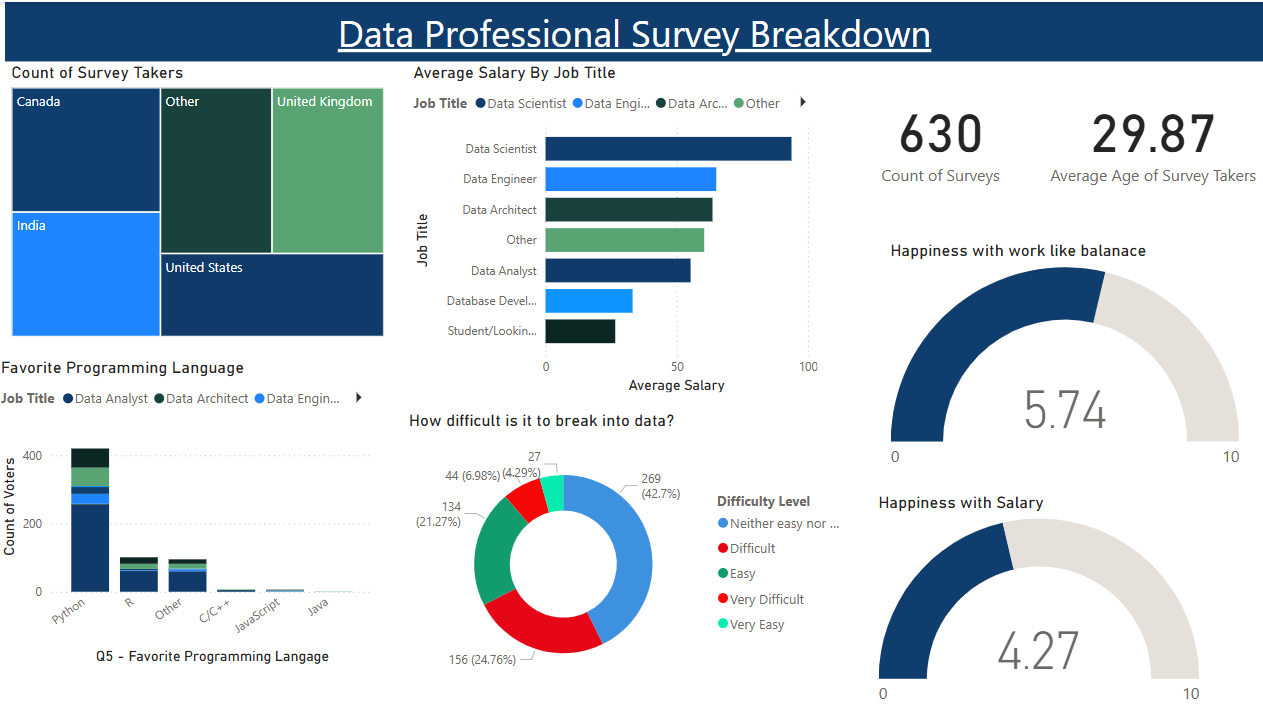 Data Professional Survey Breakdown
Count of Survey Takers
Canada
Other
United Kingdom
India
United States
Average Salary By Job Title
Job Title Data Scientist Data Engi... Data Arc... Other
Job Title
Data Scientist
Data Engineer
Data Architect
Other
Data Analyst
Database Devel...
Student/Lookin...
0 50 100
Average Salary
630
Count of Surveys
29.87
Average Age of Survey Takers
Happiness with work like balanace
5.74
0 10
Favorite Programming Language
Job Title Data Analyst Data Architect Data Engin...
Count of Voters
400
200
0
Python R Other C/C++ JavaScript Java
Q5 - Favorite Programming Langage
How difficult is it to break into data?
27
(4.29%)
44 (6.98%)
134
(21.27%)
269
(42.7%)
156 (24.76%)
Difficulty Level
Neither easy nor ...
Difficult
Easy
Very Difficult
Very Easy
Happiness with Salary
4.27
0 10